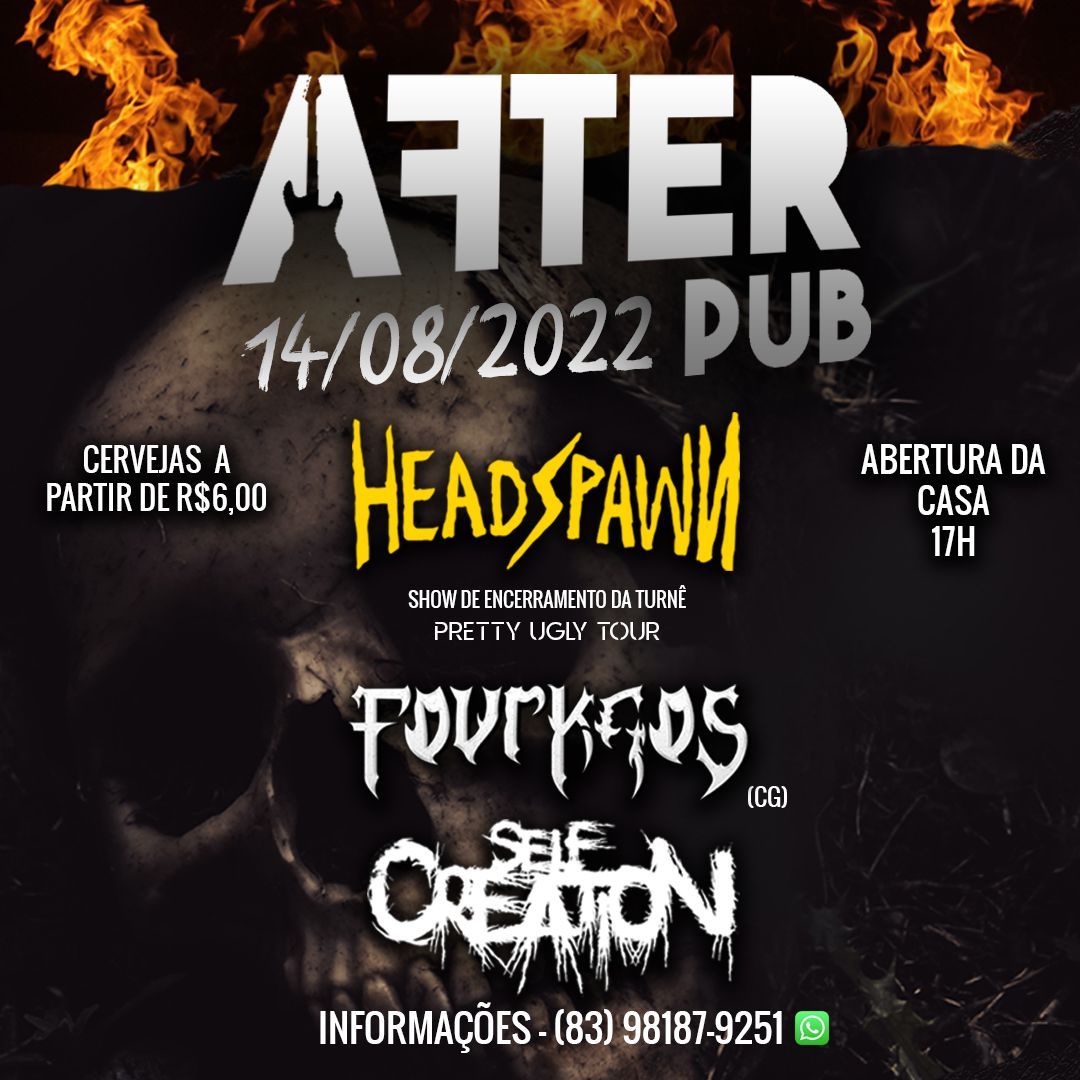 AFTER
PUB
14/08/2022
HEADSPAWN
CERVEJAS A
PARTIR DE R$6,00
ABERTURA DA
CASA
17H
SHOW DE ENCERRAMENTO DA TURNÊ
PRETTY UGLY TOUR
FOURKAOS
(CG)
SELF
CREATION
INFORMAÇÕES - (83) 98187-9251